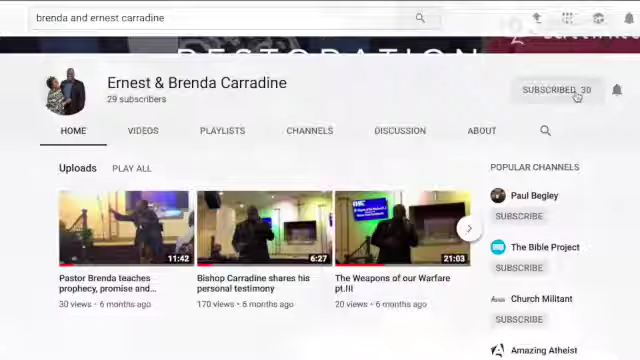 brenda and ernest carradine
RESTORATION
Ernest & Brenda Carradine
29 subscribers
SUBSCRIBED 30
HOME VIDEOS PLAYLISTS CHANNELS DISCUSSION ABOUT
Uploads PLAY ALL
POPULAR CHANNELS
11:42
6:27
21:03
Pastor Brenda teaches
prophecy, promise and...
30 views • 6 months ago
Bishop Carradine shares his
personal testimony
170 views • 6 months ago
The Weapons of our Warfare
pt.III
20 views • 6 months ago
Paul Begley
SUBSCRIBE
The Bible Project
SUBSCRIBE
Church Militant
SUBSCRIBE
Amazing Atheist